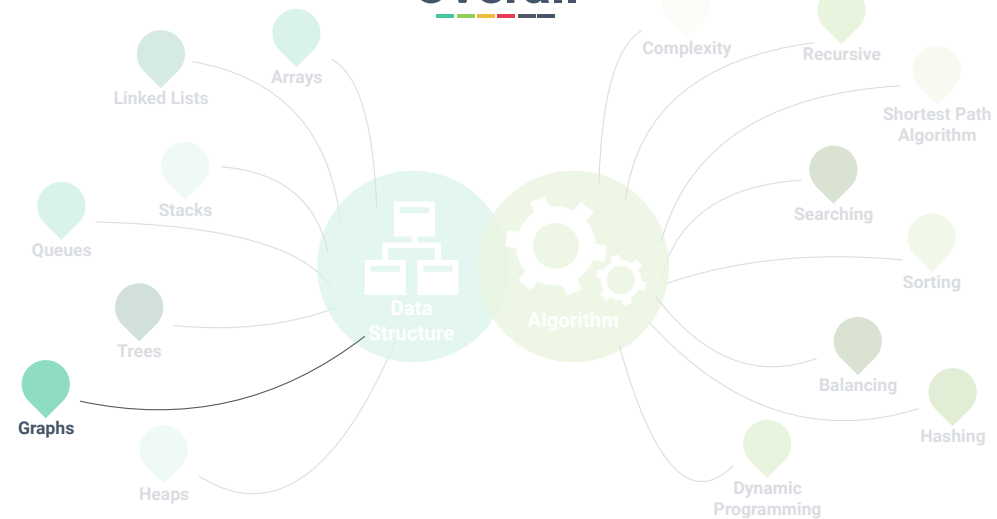 Overall
Complexity
Recursive
Arrays
Linked Lists
Shortest Path
Algorithm
Stacks
Searching
Queues
Sorting
Data
Structure
Algorithm
Trees
Balancing
Graphs
Hashing
Heaps
Dynamic
Programming